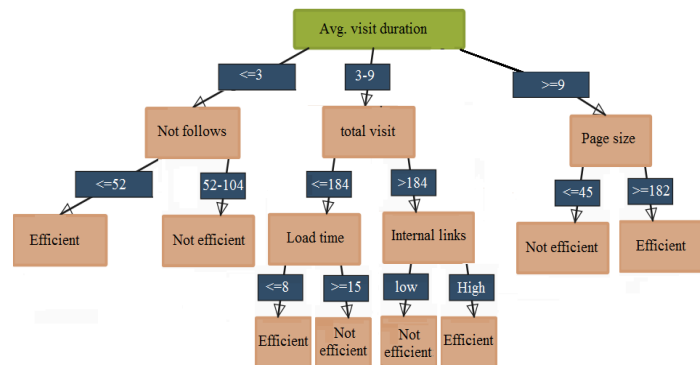 Avg. visit duration
<=3
3-9
>=9
Not follows
total visit
Page size
<=52
52-104
<=184
>184
<=45
>=182
Efficient
Not efficient
Load time
Internal links
Not efficient
Efficient
<=8
>=15
low
High
Efficient
Not
efficient
Not
efficient
Efficient